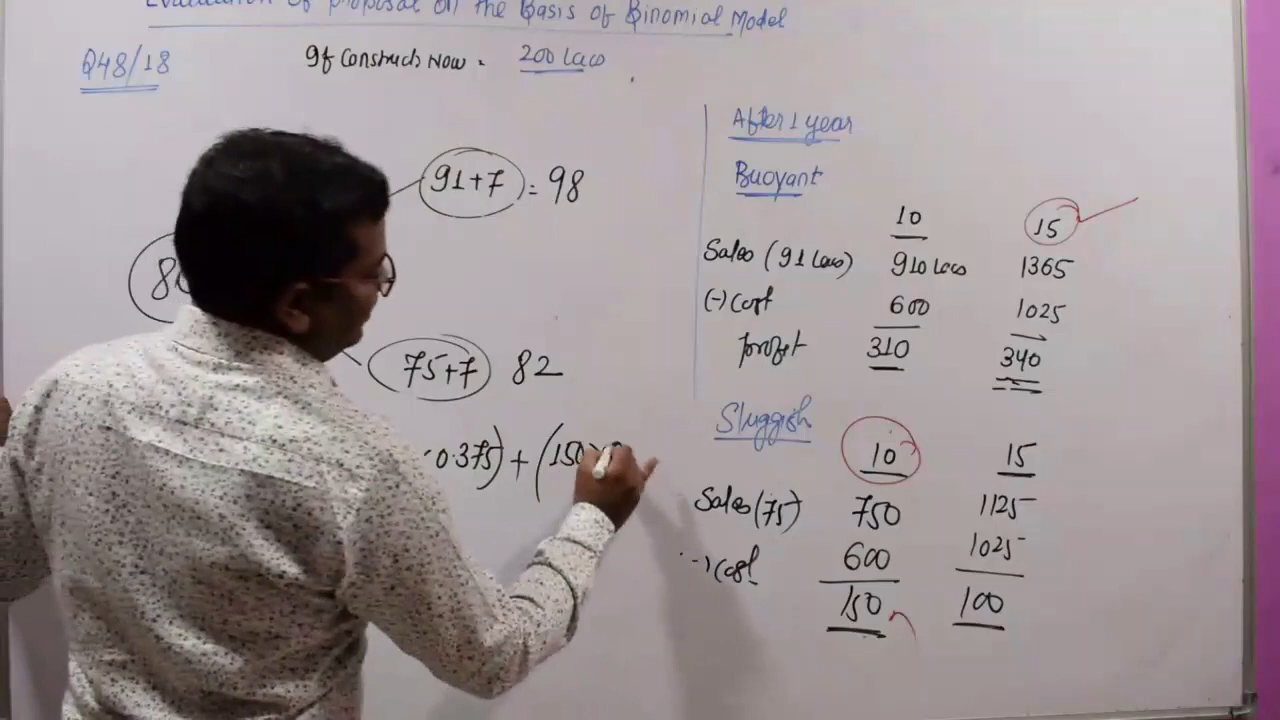 Evaluation of proposal on the Basis of Binomial Model
Q48/18
If Constructs Now = 200 Lacs
91+7 = 98
80
75+7 82
0.375) + (150
After 1 year
Buoyant
10 15
Sales (91 Lacs) 910 Lacs 1365
(-) Cost 600 1025
profit 310 340
Sluggish
10 15
Sales (75) 750 1125
(-) Cost 600 1025
150 100